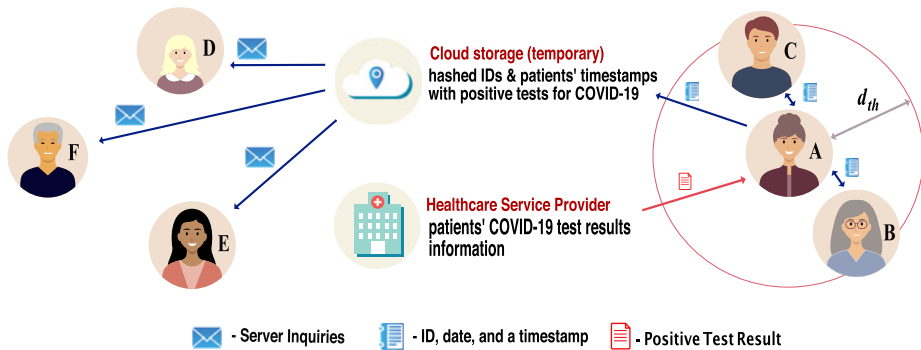 D
Cloud storage (temporary)
hashed IDs & patients' timestamps
with positive tests for COVID-19
C
d_th
F
A
E
Healthcare Service Provider
patients' COVID-19 test results
information
B
- Server Inquiries
- ID, date, and a timestamp
- Positive Test Result